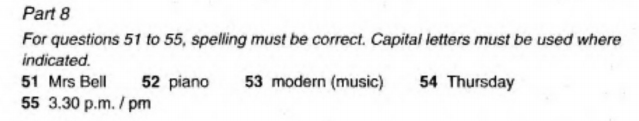 Part 8
For questions 51 to 55, spelling must be correct. Capital letters must be used where
indicated.
51 Mrs Bell 52 piano 53 modern (music) 54 Thursday
55 3.30 p.m. / pm